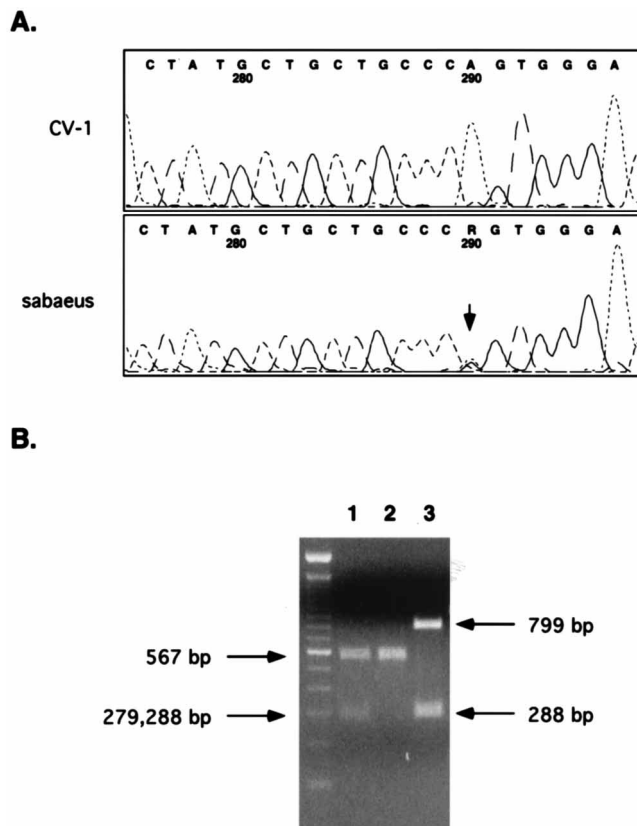 A.
C T A T G C T G C T G C C C A G T G G G A
280 290
CV-1
C T A T G C T G C T G C C C R G T G G G A
280 290
sabaeus
B.
1 2 3
799 bp
567 bp
279,288 bp
288 bp